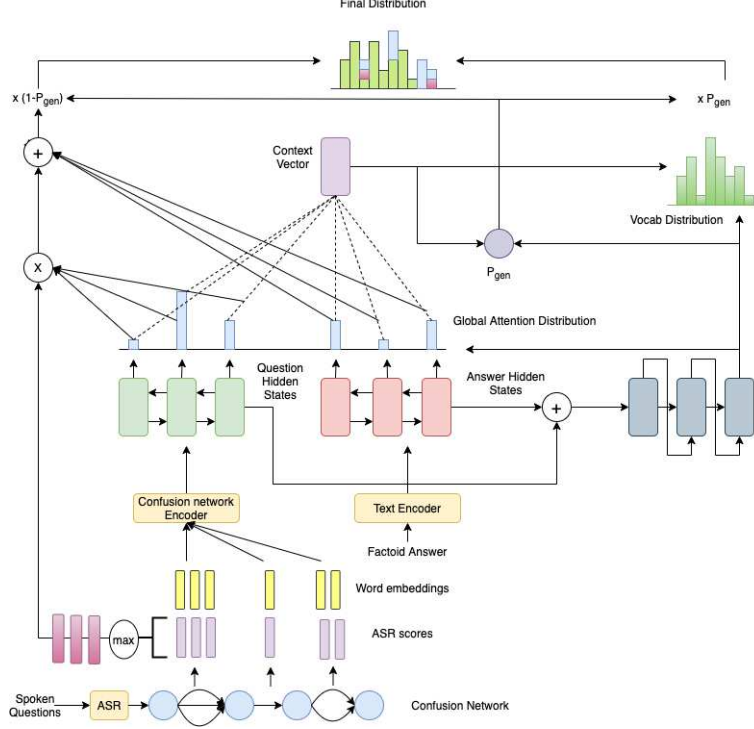 Final Distribution
x (1-Pgen)
x Pgen
+
Context
Vector
Vocab Distribution
X
Pgen
Global Attention Distribution
Question
Hidden
States
Answer Hidden
States
+
Confusion network
Encoder
Text Encoder
Factoid Answer
Word embeddings
max
ASR scores
Spoken
Questions
ASR
Confusion Network